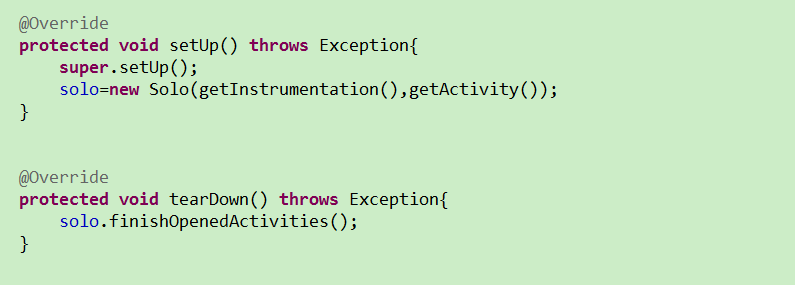 @Override
protected void setUp() throws Exception{
    super.setUp();
    solo=new Solo(getInstrumentation(),getActivity());
}
@Override
protected void tearDown() throws Exception{
    solo.finishOpenedActivities();
}